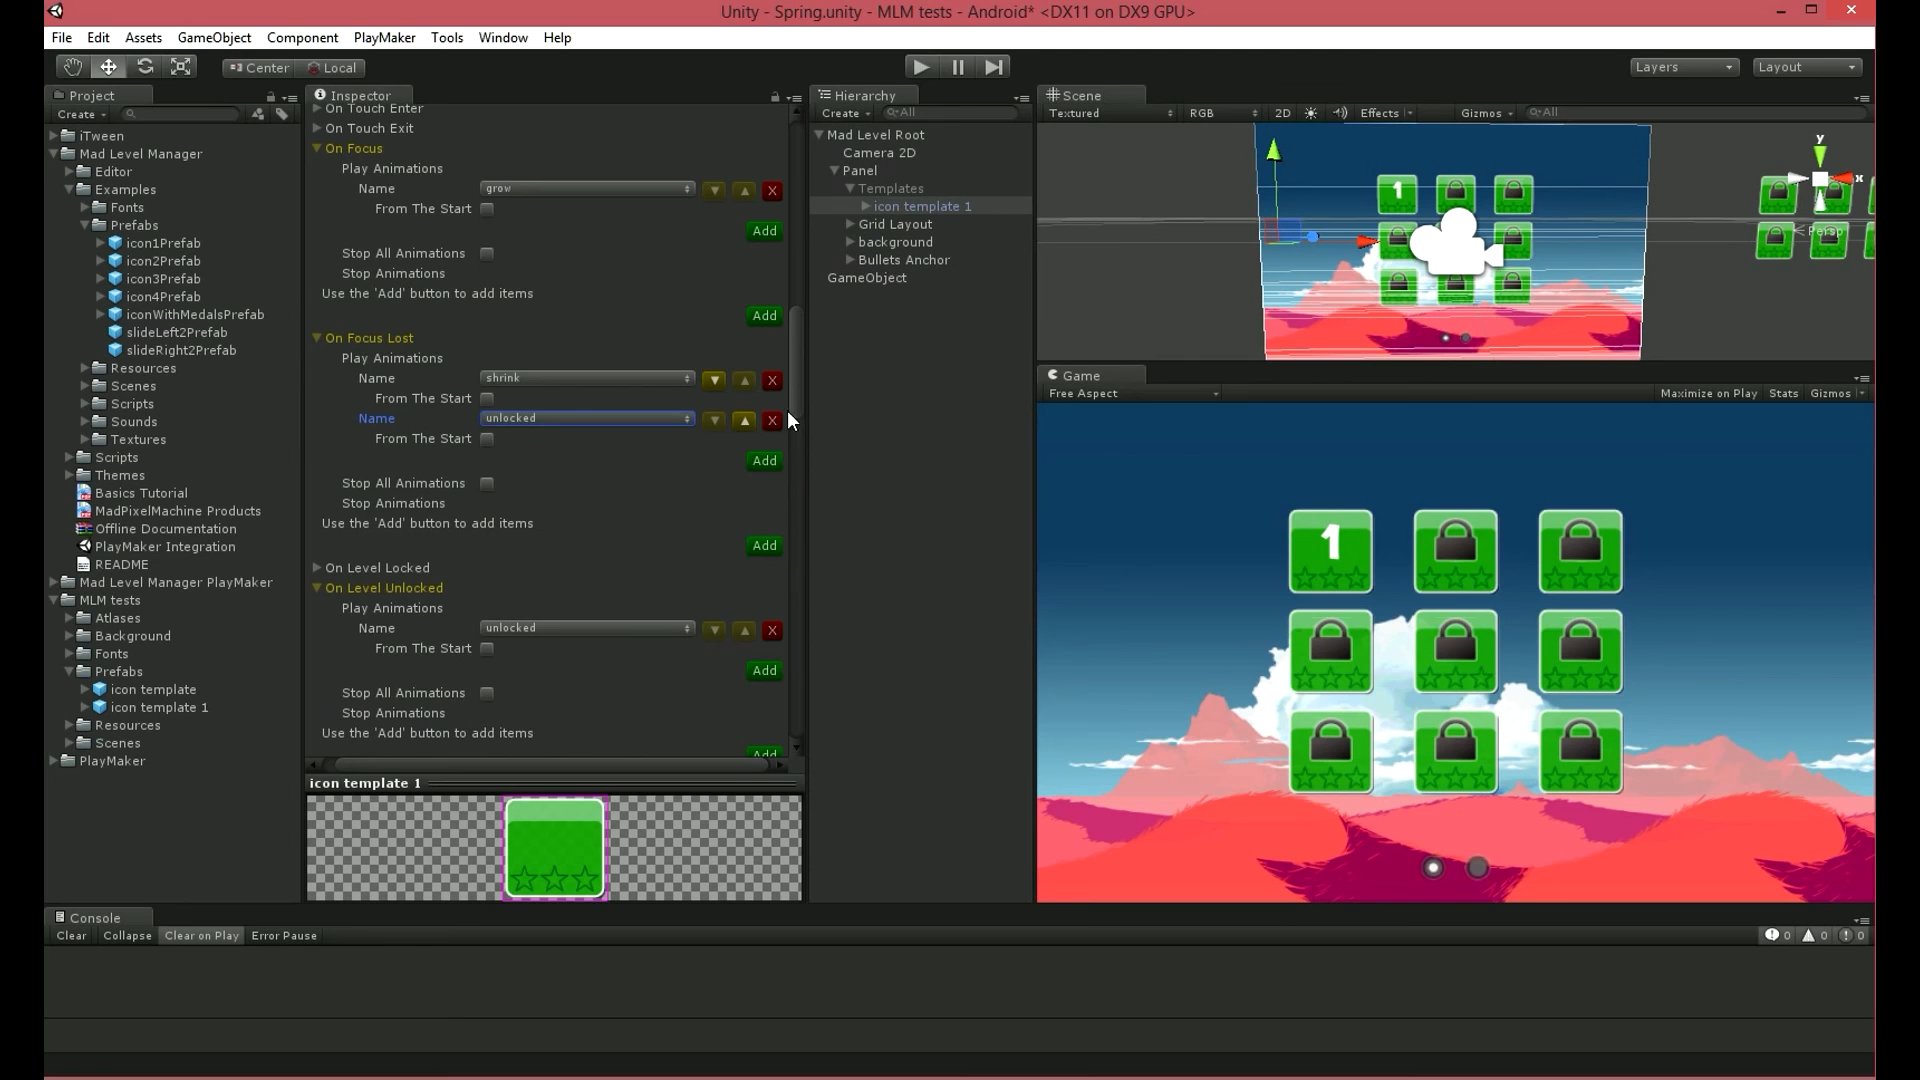 Unity - Spring.unity - MLM tests - Android* <DX11 on DX9 GPU>
File Edit Assets GameObject Component PlayMaker Tools Window Help
Center Local
Layers Layout
Project
Create
iTween
Mad Level Manager
Editor
Examples
Fonts
Prefabs
icon1Prefab
icon2Prefab
icon3Prefab
icon4Prefab
iconWithMedalsPrefab
slideLeft2Prefab
slideRight2Prefab
Resources
Scenes
Scripts
Sounds
Textures
Scripts
Themes
Basics Tutorial
MadPixelMachine Products
Offline Documentation
PlayMaker Integration
README
Mad Level Manager PlayMaker
MLM tests
Atlases
Background
Fonts
Prefabs
icon template
icon template 1
Resources
Scenes
PlayMaker
Inspector
On Touch Enter
On Touch Exit
On Focus
Play Animations
Name grow X
From The Start
Add
Stop All Animations
Stop Animations
Use the 'Add' button to add items
Add
On Focus Lost
Play Animations
Name shrink X
From The Start
Name unlocked X
From The Start
Add
Stop All Animations
Stop Animations
Use the 'Add' button to add items
Add
On Level Locked
On Level Unlocked
Play Animations
Name unlocked X
From The Start
Add
Stop All Animations
Stop Animations
Use the 'Add' button to add items
Add
icon template 1
Hierarchy
Create All
Mad Level Root
Camera 2D
Panel
Templates
icon template 1
Grid Layout
background
Bullets Anchor
GameObject
Scene
Textured RGB 2D Effects Gizmos All
y
x
Persp
1
Game
Free Aspect Maximize on Play Stats Gizmos
1
Console
Clear Collapse Clear on Play Error Pause 0 0 0